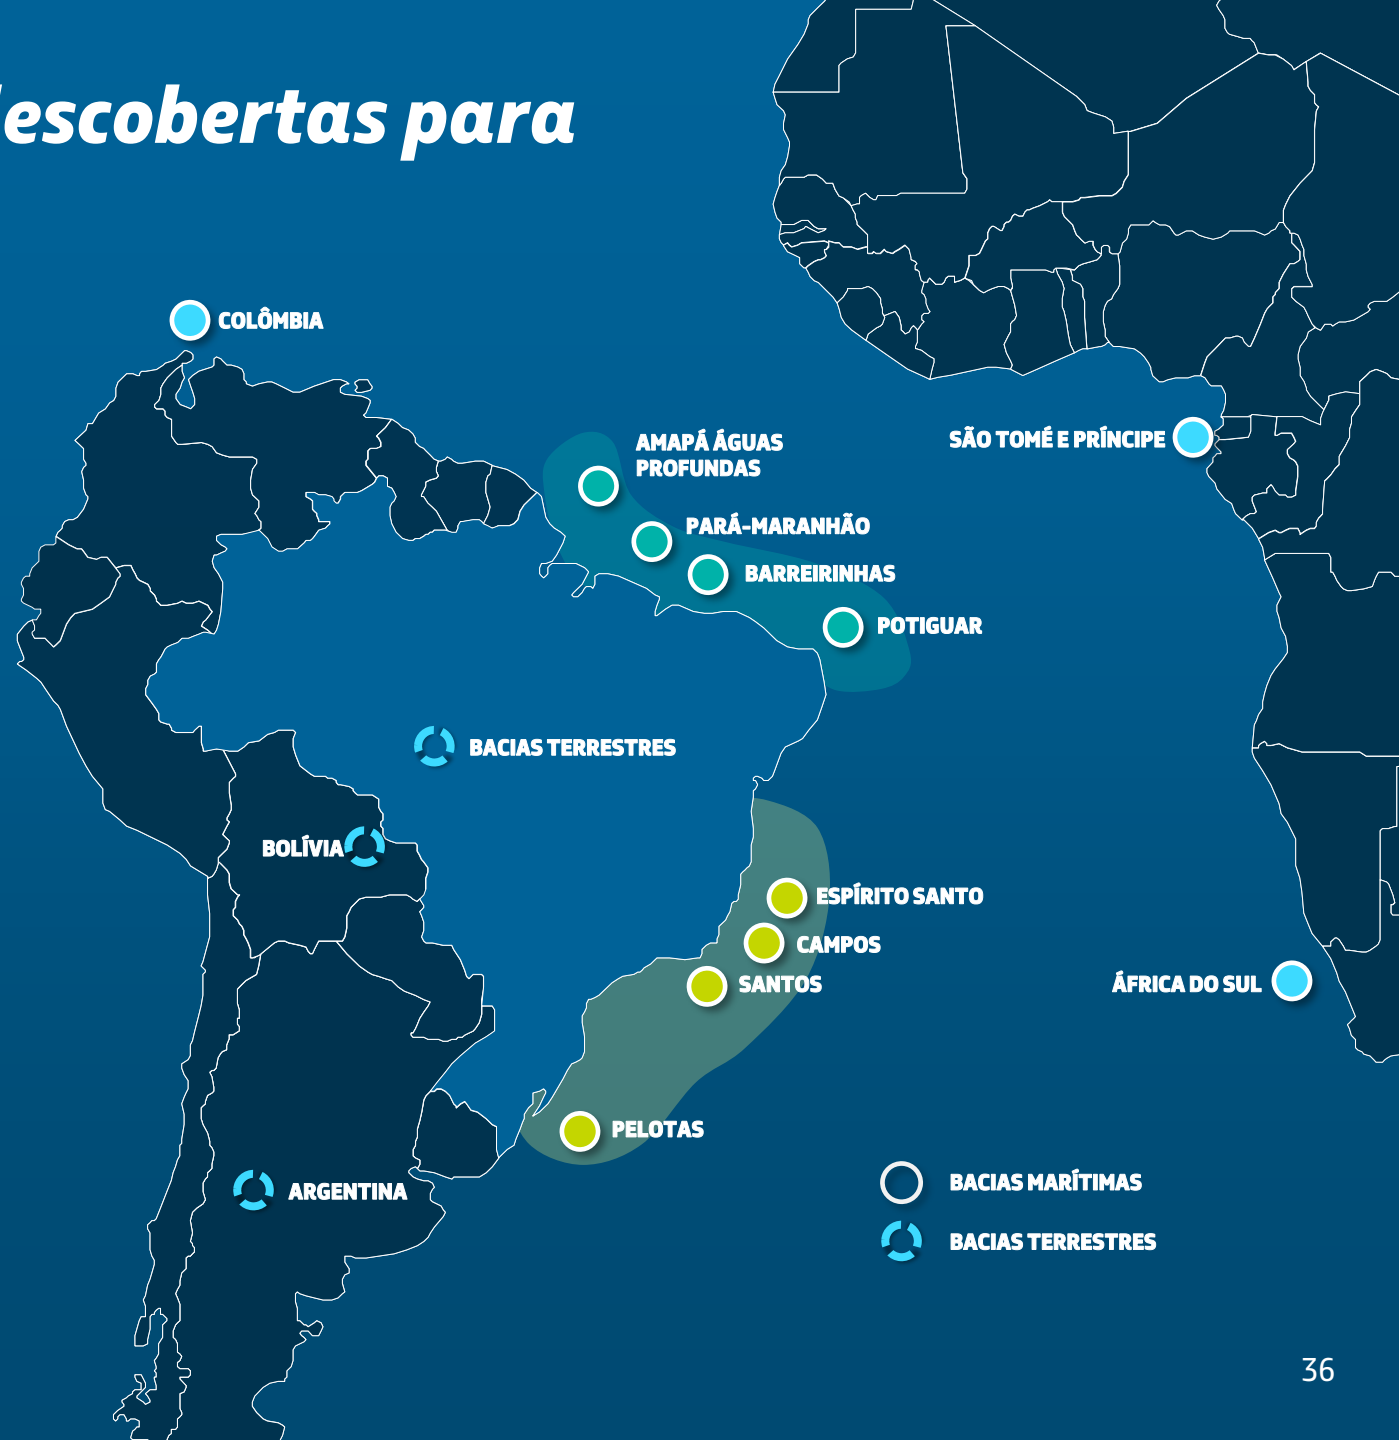 escobertas para
COLÔMBIA
AMAPÁ ÁGUAS
PROFUNDAS
SÃO TOMÉ E PRÍNCIPE
PARÁ-MARANHÃO
BARREIRINHAS
POTIGUAR
BACIAS TERRESTRES
BOLÍVIA
ESPÍRITO SANTO
CAMPOS
SANTOS
ÁFRICA DO SUL
PELOTAS
ARGENTINA
BACIAS MARÍTIMAS
BACIAS TERRESTRES
36